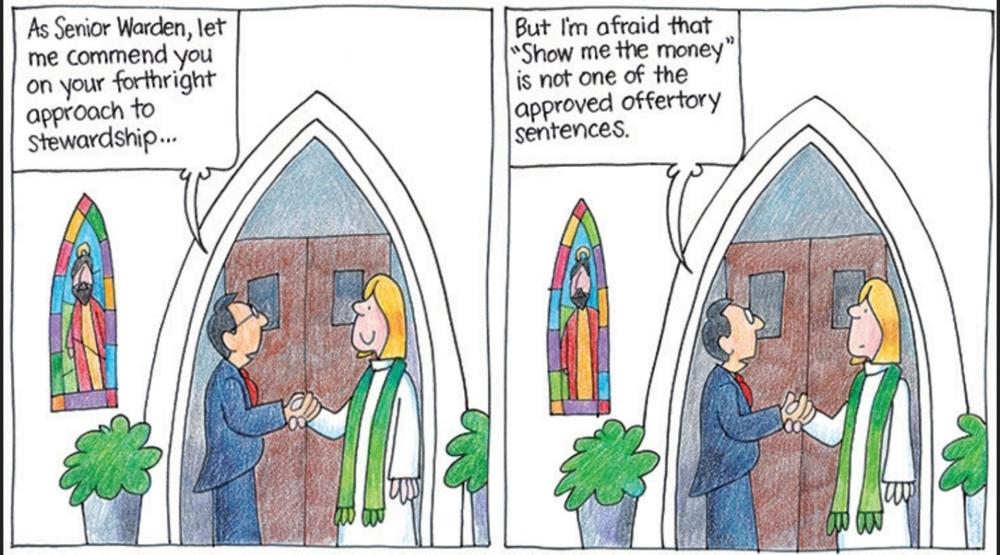 As Senior Warden, let
me commend you
on your forthright
approach to
stewardship...
But I'm afraid that
"Show me the money"
is not one of the
approved offertory
sentences.